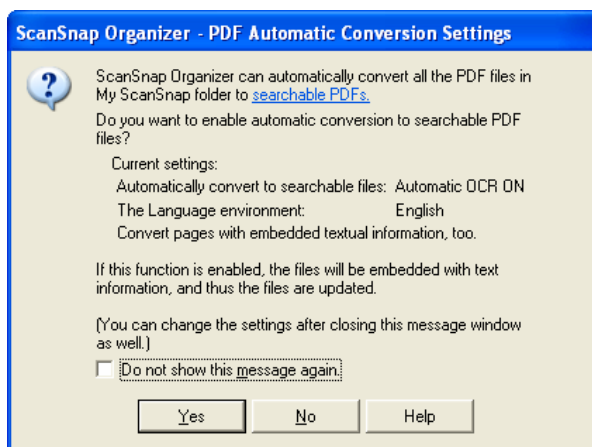 ScanSnap Organizer - PDF Automatic Conversion Settings
ScanSnap Organizer can automatically convert all the PDF files in
My ScanSnap folder to searchable PDFs.
Do you want to enable automatic conversion to searchable PDF
files?
Current settings:
Automatically convert to searchable files: Automatic OCR ON
The Language environment: English
Convert pages with embedded textual information, too.
If this function is enabled, the files will be embedded with text
information, and thus the files are updated.
(You can change the settings after closing this message window
as well.)
Do not show this message again.
Yes No Help